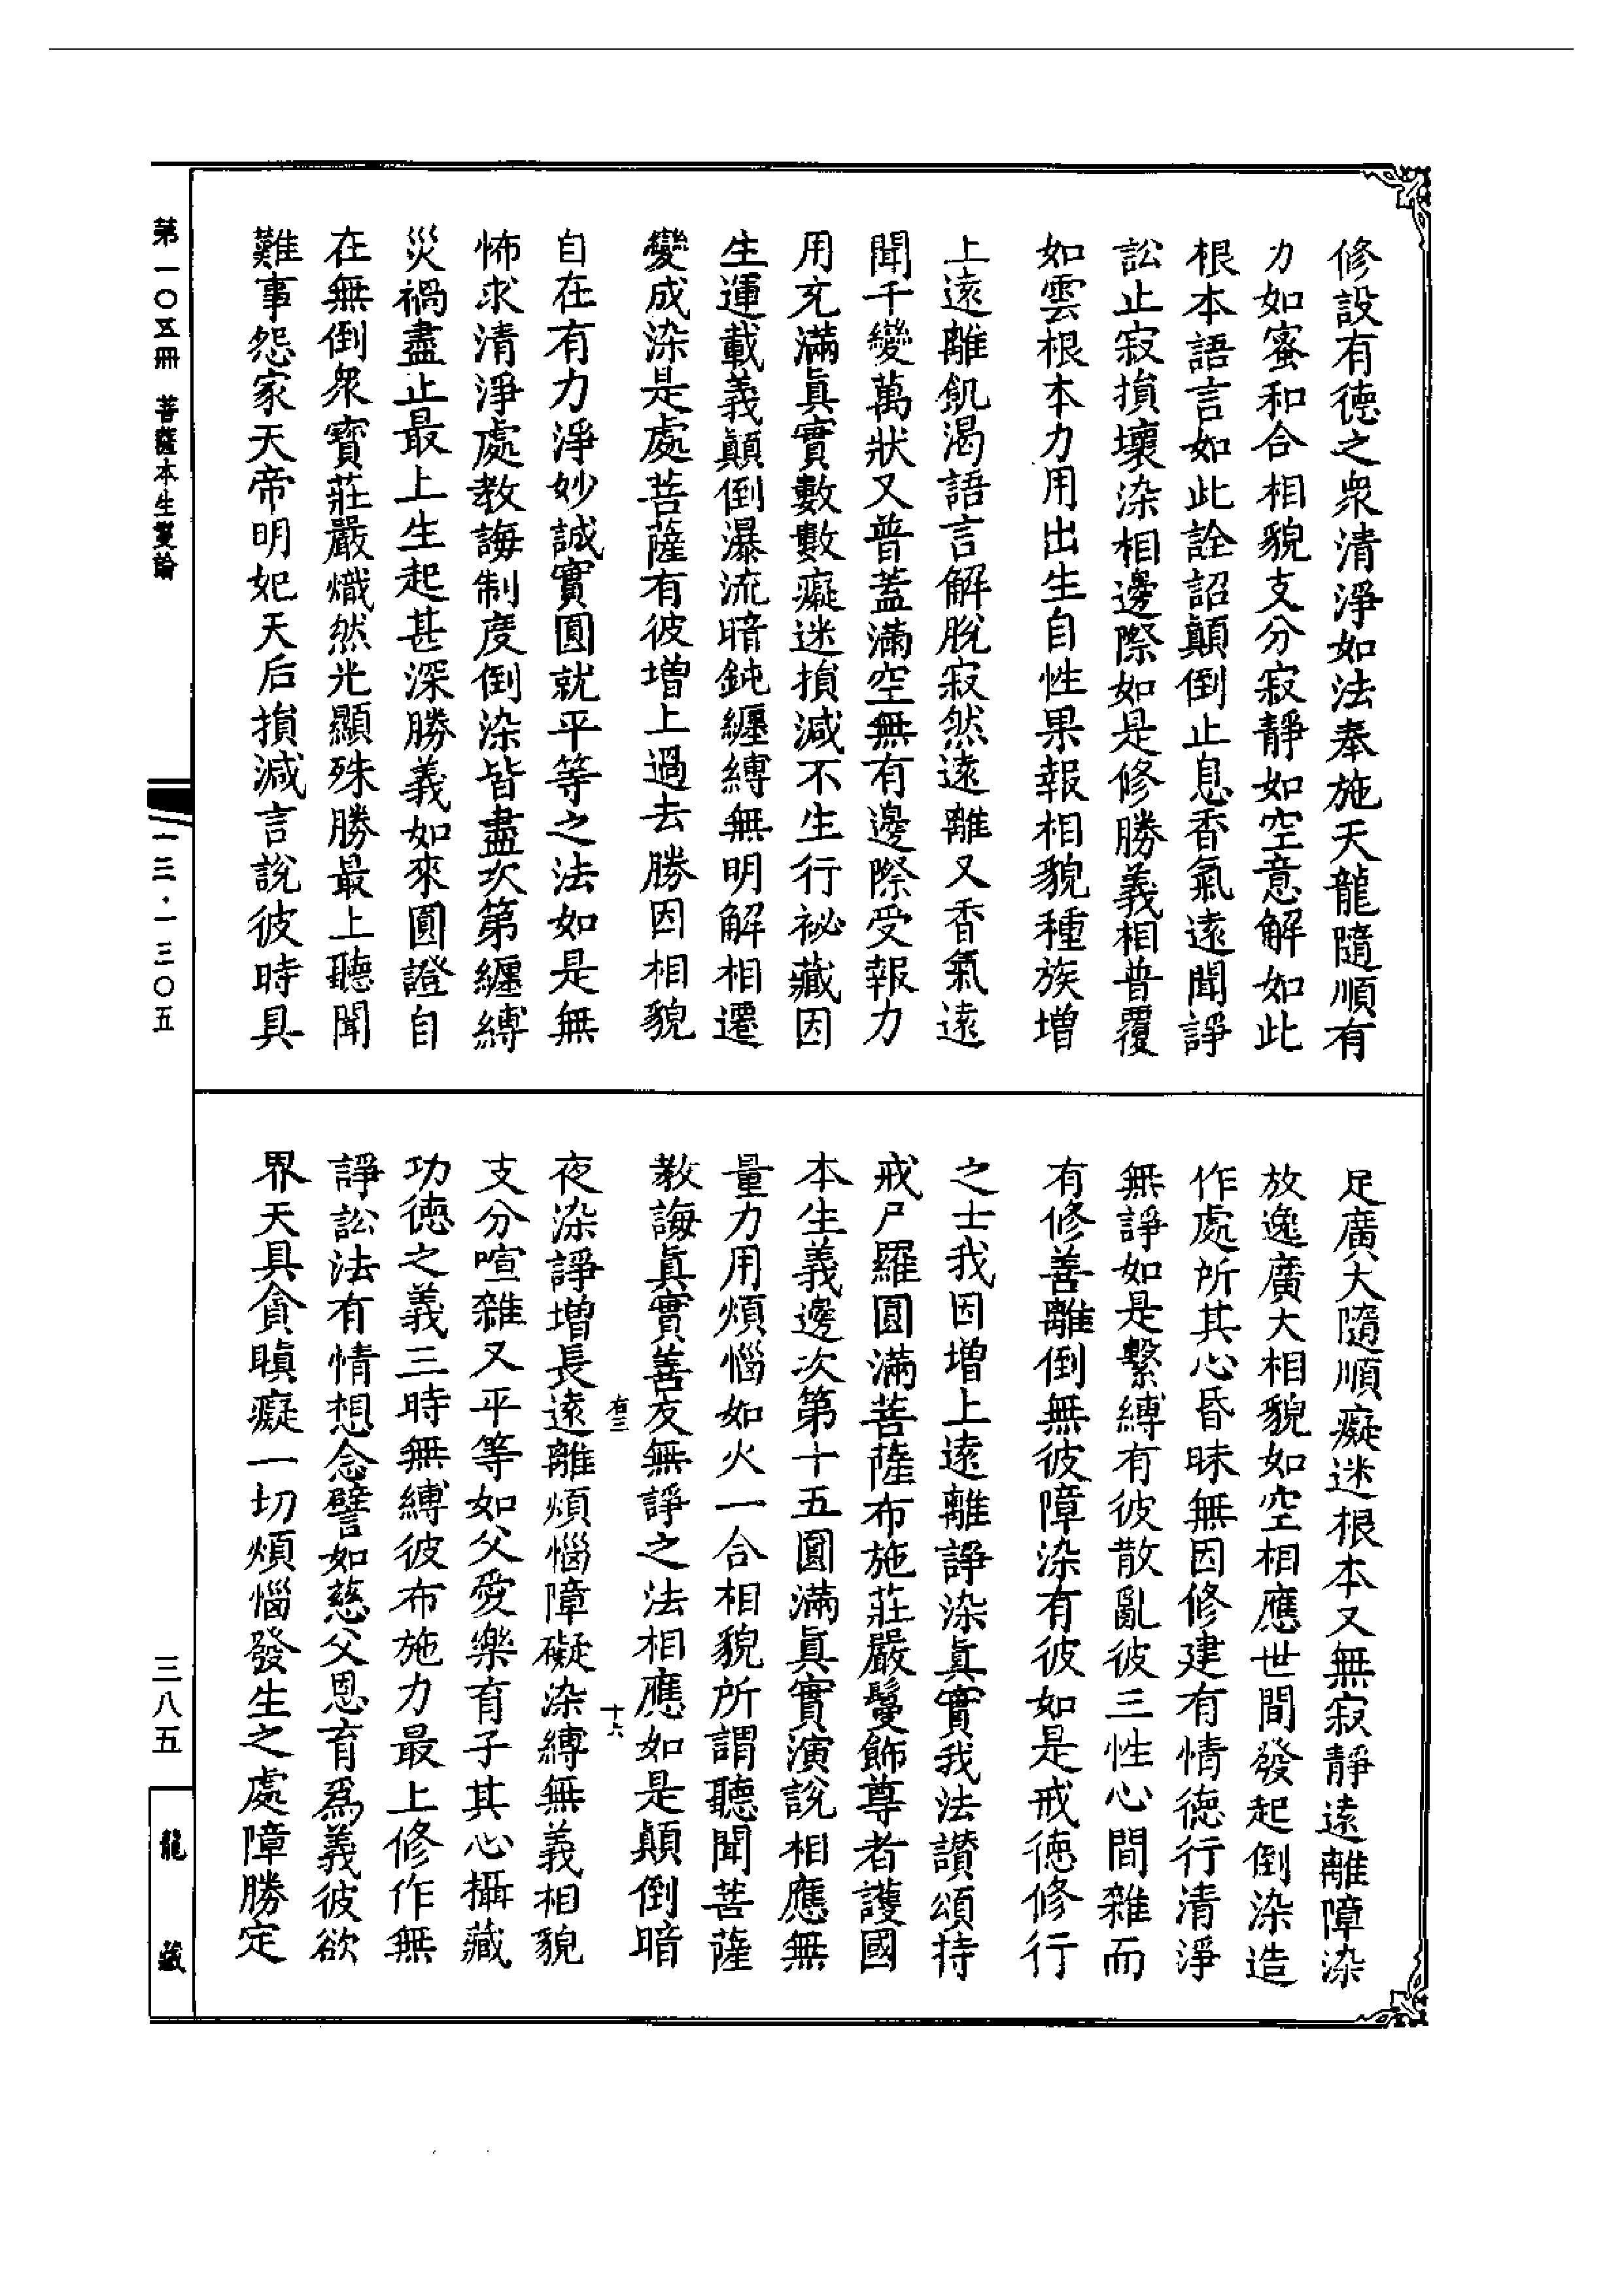 修設有德之衆清淨如法奉施天龍隨順有
力如蜜和合相貌支分寂靜如空意解如此
根本語言如此詮詔顛倒止息香氣遠聞諍
訟止寂損壞染相邊際如是修勝義相普覆
如雲根本力用出生自性果報相貌種族增
上遠離飢渴語言解脫寂然遠離又香氣遠
聞千變萬狀又普蓋滿空無有邊際受報力
用充滿眞實數數癡迷損減不生行祕藏因
生運載義顛倒瀑流暗鈍纏縛無明解相遷
變成染是處菩薩有彼增上過去勝因相貌
自在有力淨妙誠實圓就平等之法如是無
怖求清淨處教誨制度倒染皆盡次第纏縛
災禍盡止最上生起甚深勝義如來圓證自
在無倒衆寳莊嚴熾然光顯殊勝最上聽聞
難事怨家天帝明妃天后損減言說彼時具
足廣大隨順癡迷根本又無寂靜遠離障染
放逸廣大相貌如空相應世間發起倒染造
作處所其心昏昧無因修建有情德行清淨
無諍如是繫縛有彼散亂彼三性心間雜而
有修善離倒無彼障染有彼如是戒德修行
之士我因增上遠離諍染眞實我法讃頌持
戒尸羅圓滿菩薩布施莊嚴鬘飾尊者護國
本生義邊次第十五圓滿眞實演說相應無
量力用煩惱如火一合相貌所謂聽聞菩薩
教誨眞實善友無諍之法相應如是顛倒暗
夜染諍增長遠離煩惱障礙染縛無義相貌
支分喧雜又平等如父愛樂育子其心攝藏
功德之義三時無縛彼布施力最上修作無
諍訟法有情想念譬如慈父恩育爲義彼欲
界天具貪瞋癡一切煩惱發生之處障勝定
右三
十六
第一〇五冊 菩薩本生鬘論
一三·一三〇五
三八五
龍藏